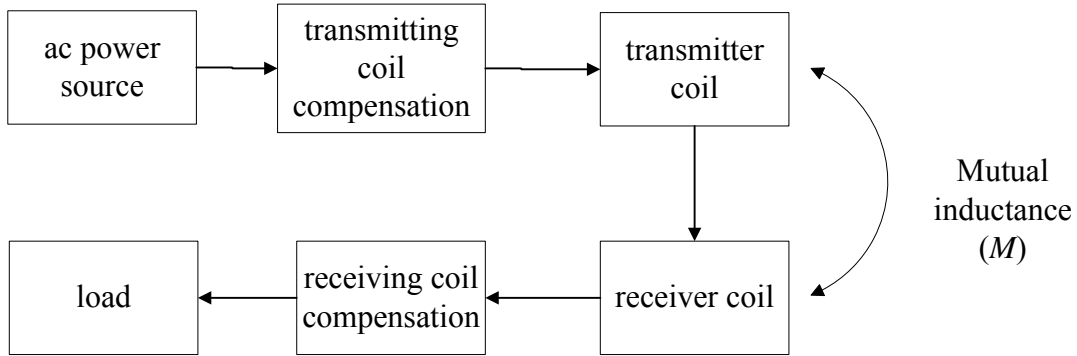 ac power
source
transmitting
coil
compensation
transmitter
coil
Mutual
inductance
(M)
load
receiving coil
compensation
receiver coil